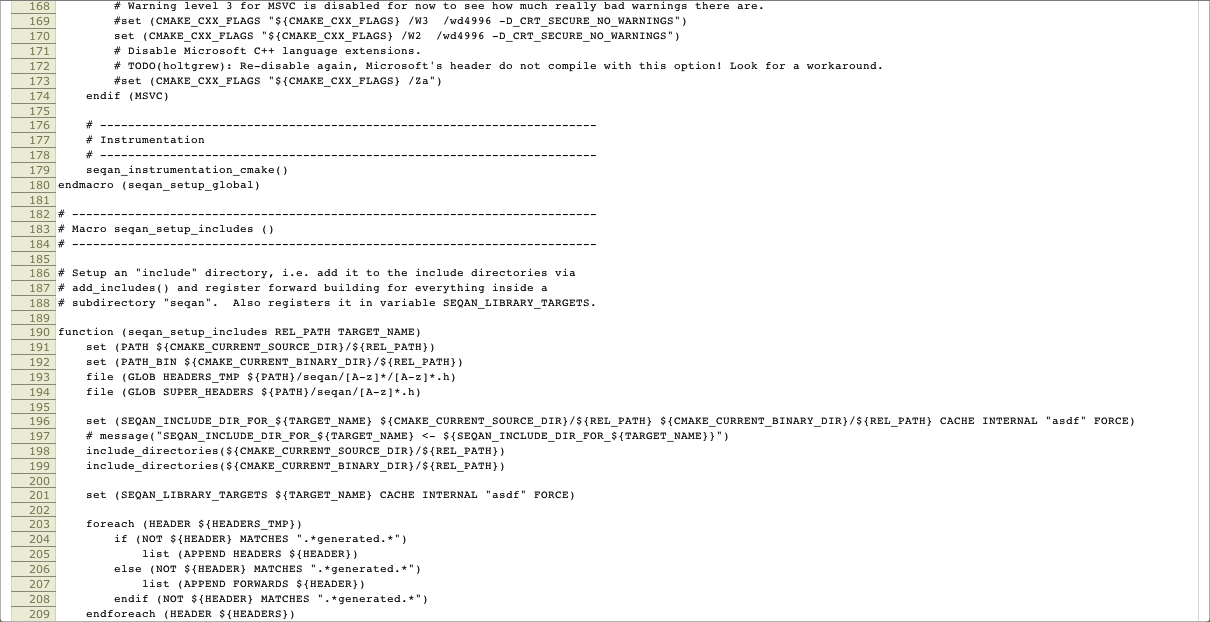 168         # Warning level 3 for MSVC is disabled for now to see how much really bad warnings there are.
169         #set (CMAKE_CXX_FLAGS "${CMAKE_CXX_FLAGS} /W3  /wd4996 -D_CRT_SECURE_NO_WARNINGS")
170         set (CMAKE_CXX_FLAGS "${CMAKE_CXX_FLAGS} /W2  /wd4996 -D_CRT_SECURE_NO_WARNINGS")
171         # Disable Microsoft C++ language extensions.
172         # TODO(holtgrew): Re-disable again, Microsoft's header do not compile with this option! Look for a workaround.
173         #set (CMAKE_CXX_FLAGS "${CMAKE_CXX_FLAGS} /Za")
174     endif (MSVC)
175
176     # -----------------------------------------------------------------------
177     # Instrumentation
178     # -----------------------------------------------------------------------
179     seqan_instrumentation_cmake()
180 endmacro (seqan_setup_global)
181
182 # ---------------------------------------------------------------------------
183 # Macro seqan_setup_includes ()
184 # ---------------------------------------------------------------------------
185
186 # Setup an "include" directory, i.e. add it to the include directories via
187 # add_includes() and register forward building for everything inside a
188 # subdirectory "seqan".  Also registers it in variable SEQAN_LIBRARY_TARGETS.
189
190 function (seqan_setup_includes REL_PATH TARGET_NAME)
191     set (PATH ${CMAKE_CURRENT_SOURCE_DIR}/${REL_PATH})
192     set (PATH_BIN ${CMAKE_CURRENT_BINARY_DIR}/${REL_PATH})
193     file (GLOB HEADERS_TMP ${PATH}/seqan/[A-z]*/[A-z]*.h)
194     file (GLOB SUPER_HEADERS ${PATH}/seqan/[A-z]*.h)
195
196     set (SEQAN_INCLUDE_DIR_FOR_${TARGET_NAME} ${CMAKE_CURRENT_SOURCE_DIR}/${REL_PATH} ${CMAKE_CURRENT_BINARY_DIR}/${REL_PATH} CACHE INTERNAL "asdf" FORCE)
197     # message("SEQAN_INCLUDE_DIR_FOR_${TARGET_NAME} <- ${SEQAN_INCLUDE_DIR_FOR_${TARGET_NAME}}")
198     include_directories(${CMAKE_CURRENT_SOURCE_DIR}/${REL_PATH})
199     include_directories(${CMAKE_CURRENT_BINARY_DIR}/${REL_PATH})
200
201     set (SEQAN_LIBRARY_TARGETS ${TARGET_NAME} CACHE INTERNAL "asdf" FORCE)
202
203     foreach (HEADER ${HEADERS_TMP})
204         if (NOT ${HEADER} MATCHES ".*generated.*")
205             list (APPEND HEADERS ${HEADER})
206         else (NOT ${HEADER} MATCHES ".*generated.*")
207             list (APPEND FORWARDS ${HEADER})
208         endif (NOT ${HEADER} MATCHES ".*generated.*")
209     endforeach (HEADER ${HEADERS})